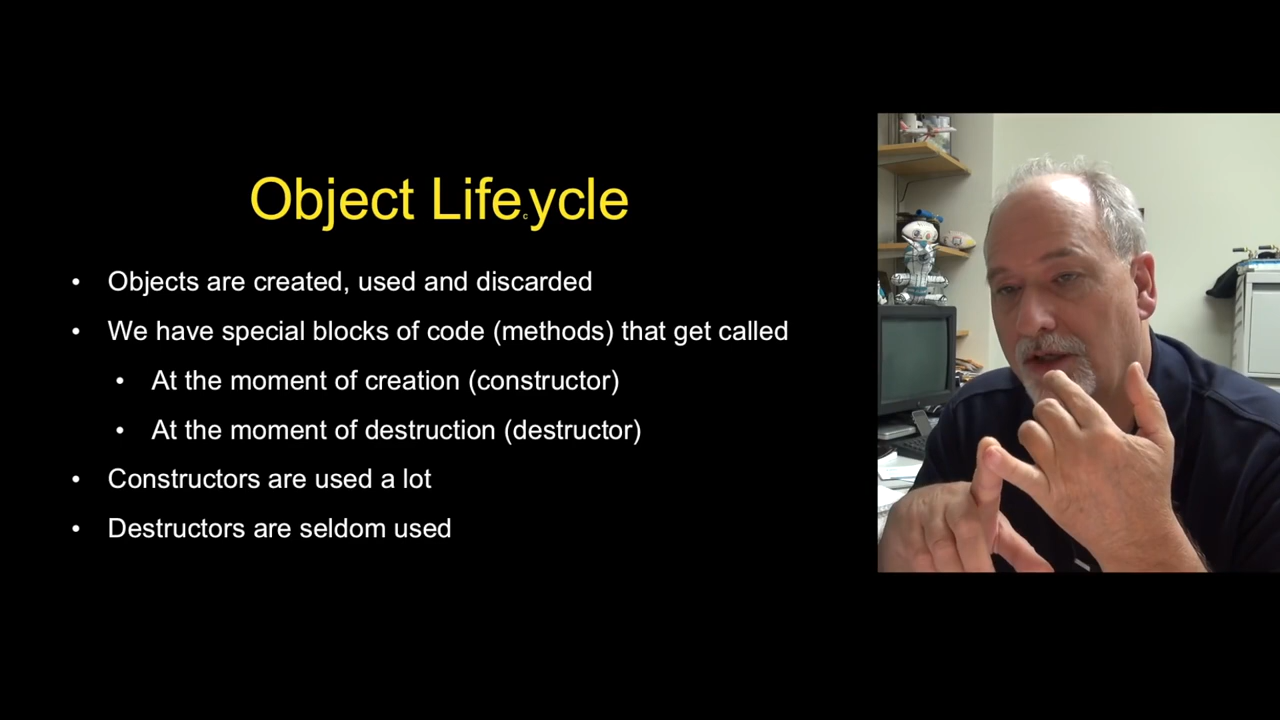 Object Lifecycle
• Objects are created, used and discarded
• We have special blocks of code (methods) that get called
• At the moment of creation (constructor)
• At the moment of destruction (destructor)
• Constructors are used a lot
• Destructors are seldom used